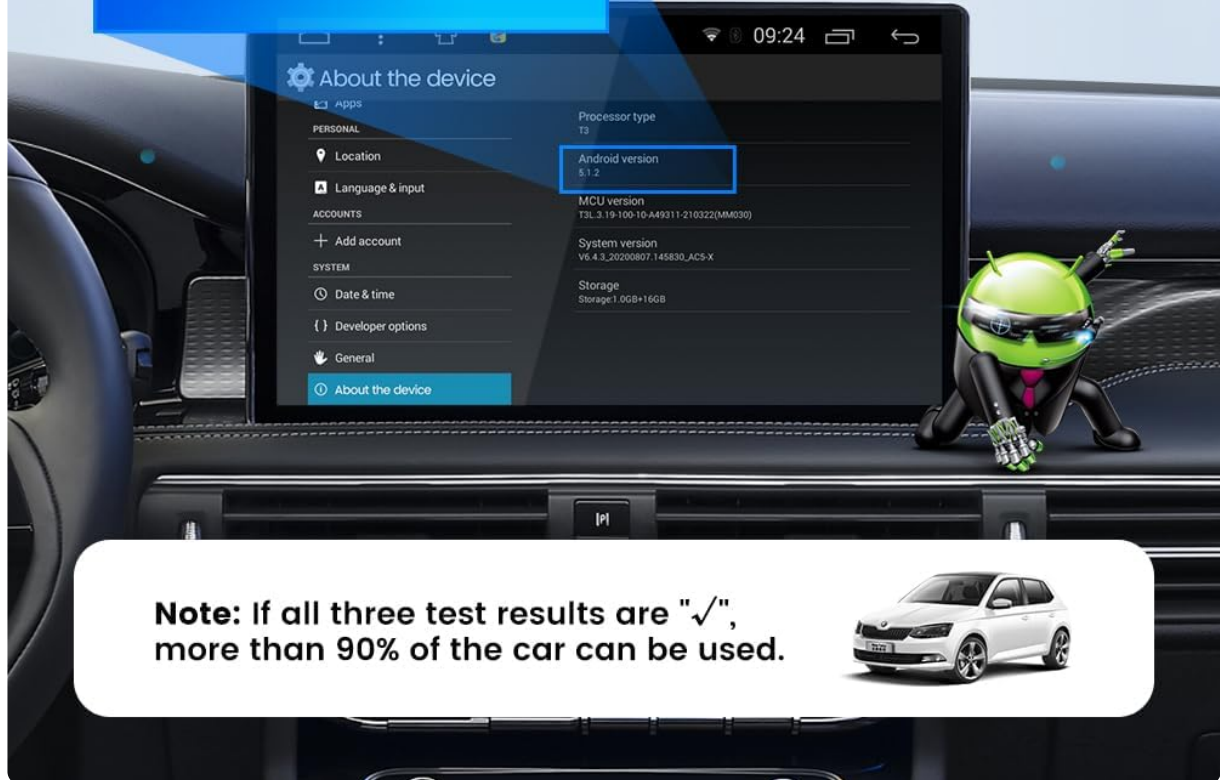 09:24
About the device
Apps
PERSONAL
Location
Language & input
ACCOUNTS
Add account
SYSTEM
Date & time
{ } Developer options
General
About the device
Processor type
T3
Android version
5.1.2
MCU version
T3L.3.19-100-10-A49311-210322(MM030)
System version
V6.4.3_20200807.145830_AC5-X
Storage
Storage:1.0GB+16GB
Note: If all three test results are "√",
more than 90% of the car can be used.